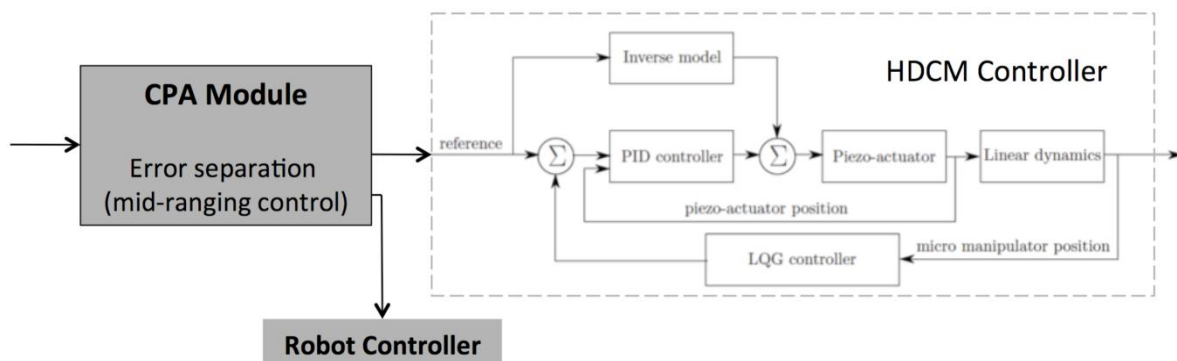 CPA Module
Error separation
(mid-ranging control)
Robot Controller
HDCM Controller
Inverse model
reference
Σ
PID controller
Σ
Piezo-actuator
Linear dynamics
piezo-actuator position
micro manipulator position
LQG controller